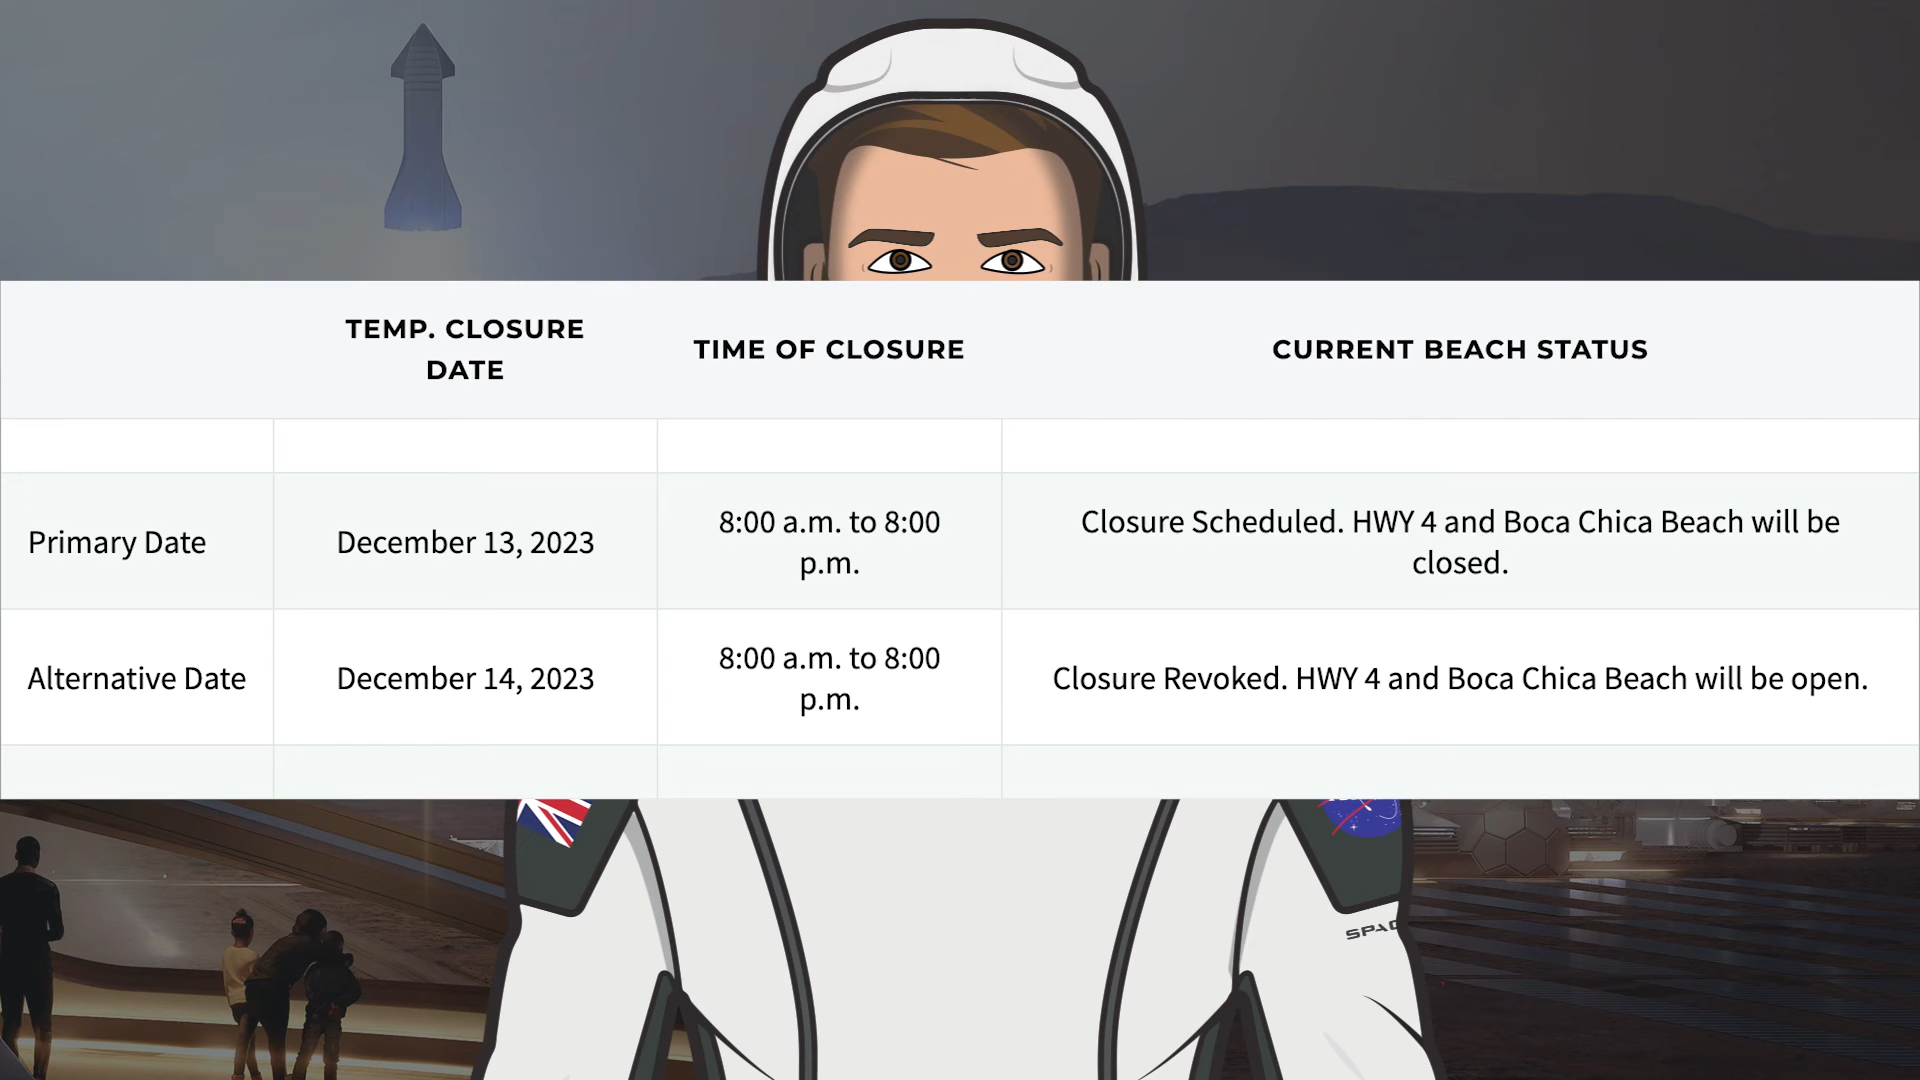 TEMP. CLOSURE
DATE
TIME OF CLOSURE
CURRENT BEACH STATUS
Primary Date
December 13, 2023
8:00 a.m. to 8:00
p.m.
Closure Scheduled. HWY 4 and Boca Chica Beach will be
closed.
Alternative Date
December 14, 2023
8:00 a.m. to 8:00
p.m.
Closure Revoked. HWY 4 and Boca Chica Beach will be open.
SPAC